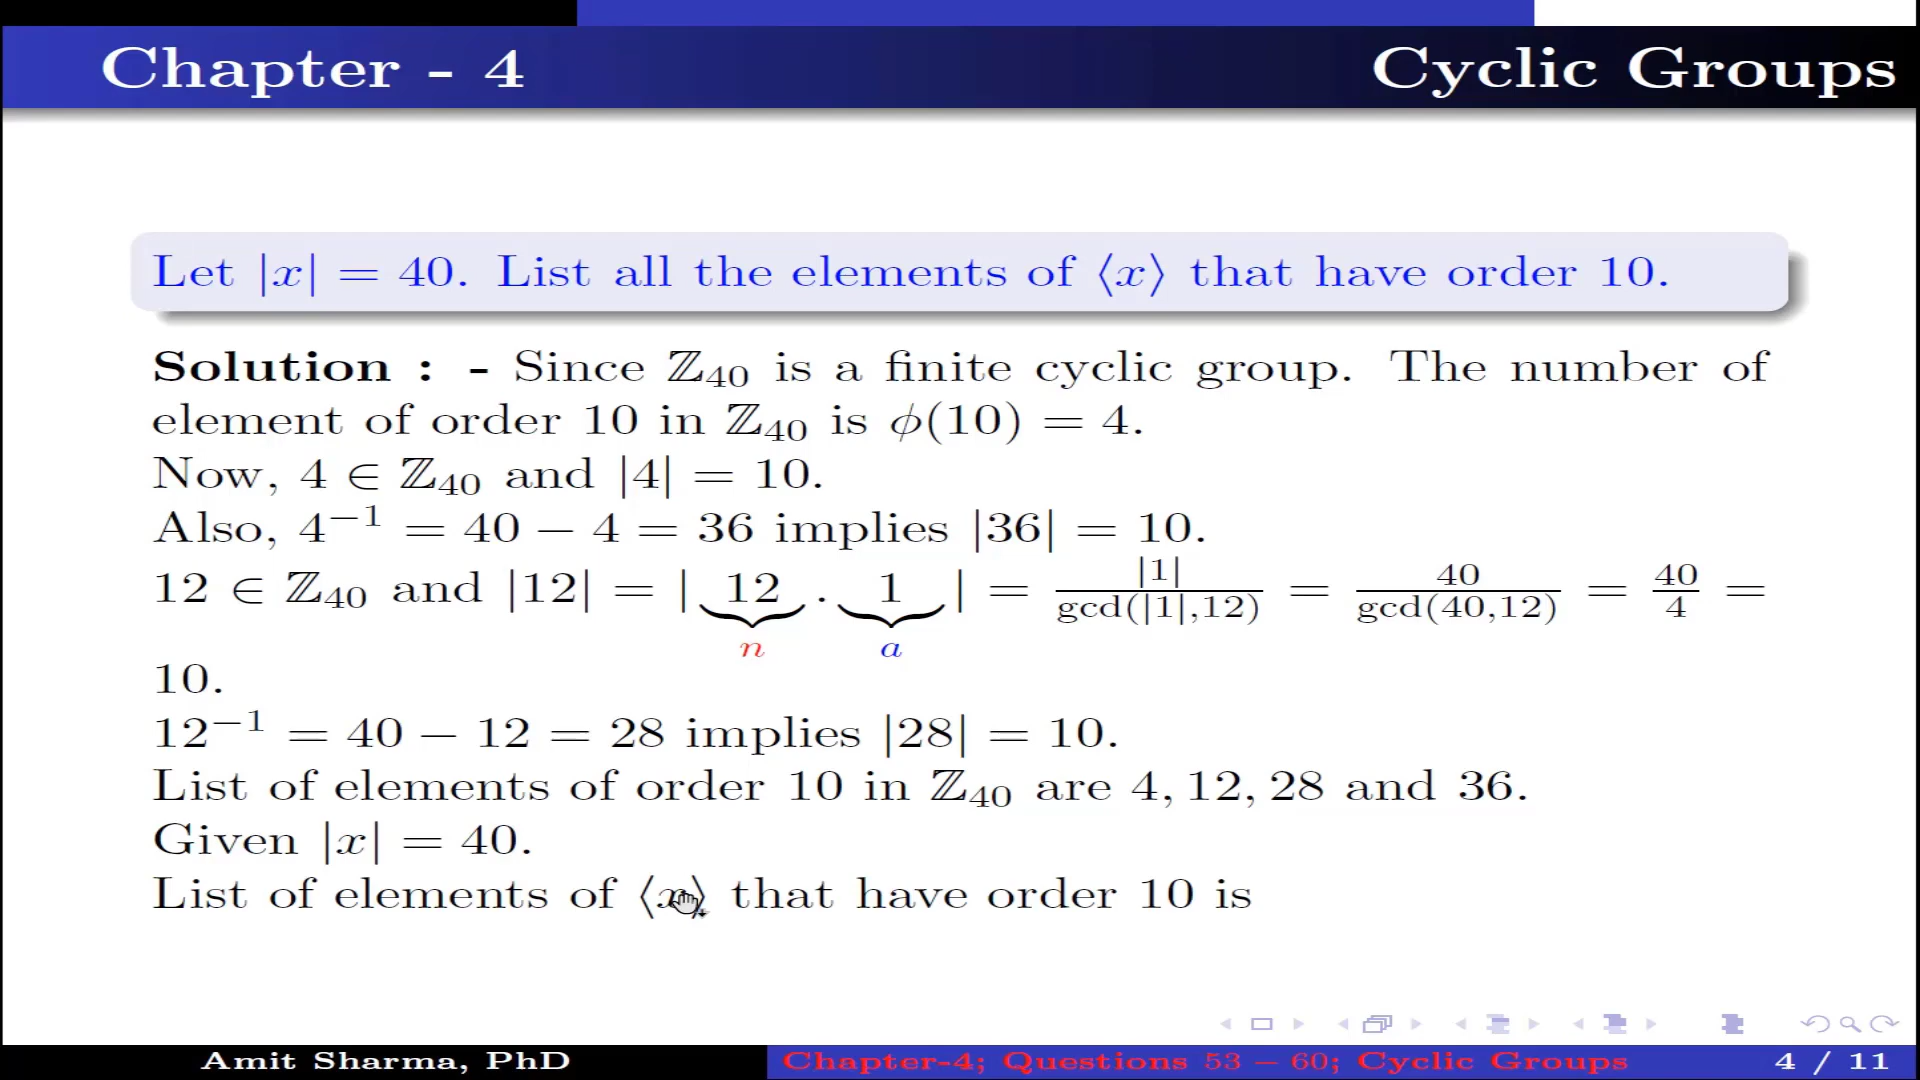 Chapter - 4 Cyclic Groups
Let |x| = 40. List all the elements of ⟨x⟩ that have order 10.
Solution : - Since ℤ₄₀ is a finite cyclic group. The number of
element of order 10 in ℤ₄₀ is ϕ(10) = 4.
Now, 4 ∈ ℤ₄₀ and |4| = 10.
Also, 4⁻¹ = 40 − 4 = 36 implies |36| = 10.
12 ∈ ℤ₄₀ and |12| = | 12 . 1 | = |1| / gcd(|1|,12) = 40 / gcd(40,12) = 40 / 4 =
n a
10.
12⁻¹ = 40 − 12 = 28 implies |28| = 10.
List of elements of order 10 in ℤ₄₀ are 4, 12, 28 and 36.
Given |x| = 40.
List of elements of ⟨x⟩ that have order 10 is
Amit Sharma, PhD Chapter-4; Questions 53 − 60; Cyclic Groups 4 / 11